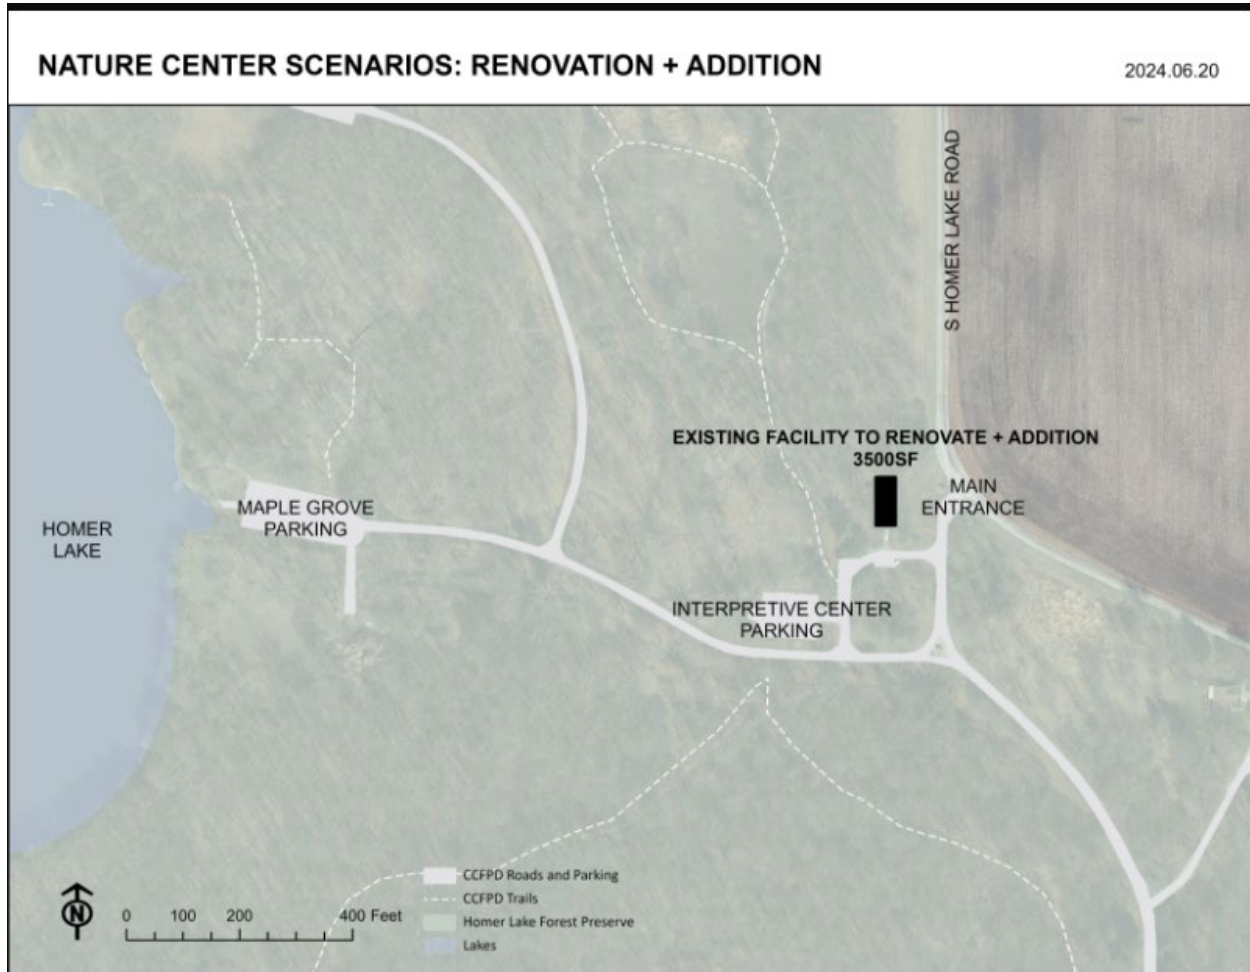 NATURE CENTER SCENARIOS: RENOVATION + ADDITION
2024.06.20
S HOMER LAKE ROAD
EXISTING FACILITY TO RENOVATE + ADDITION
3500SF
MAIN
ENTRANCE
MAPLE GROVE
PARKING
HOMER
LAKE
INTERPRETIVE CENTER
PARKING
CCFPD Roads and Parking
CCFPD Trails
Homer Lake Forest Preserve
Lakes
N
0 100 200 400 Feet